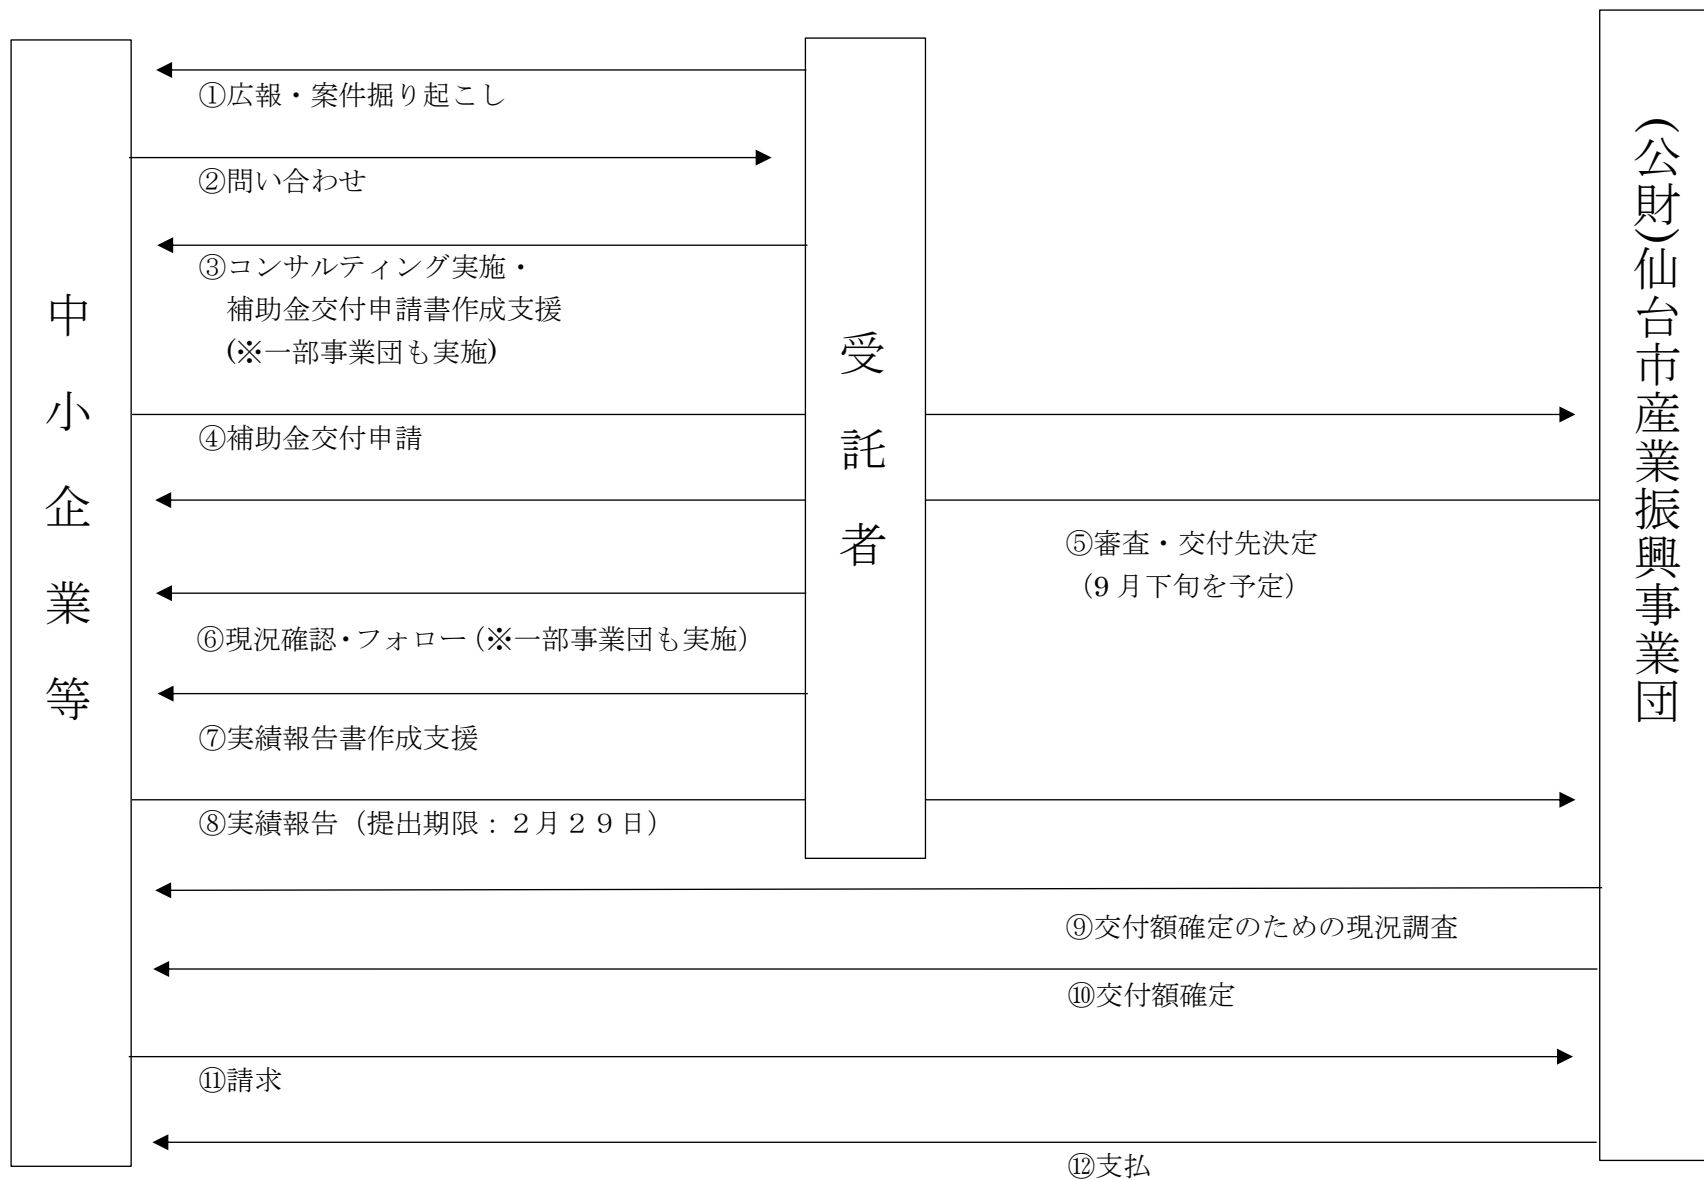 中小企業等
受託者
(公財)仙台市産業振興事業団
①広報・案件掘り起こし
②問い合わせ
③コンサルティング実施・
補助金交付申請書作成支援
(※一部事業団も実施)
④補助金交付申請
⑤審査・交付先決定
（9月下旬を予定）
⑥現況確認・フォロー(※一部事業団も実施）
⑦実績報告書作成支援
⑧実績報告（提出期限：２月２９日）
⑨交付額確定のための現況調査
⑩交付額確定
⑪請求
⑫支払